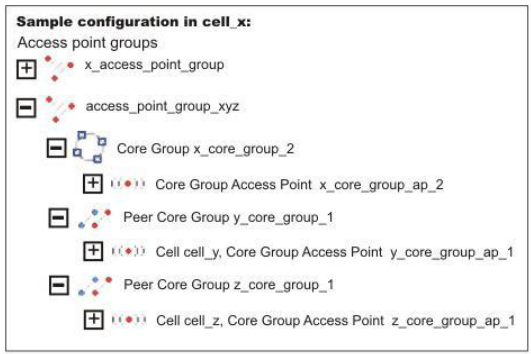 Sample configuration in cell_x:
Access point groups
x_access_point_group
access_point_group_xyz
Core Group x_core_group_2
Core Group Access Point x_core_group_ap_2
Peer Core Group y_core_group_1
Cell cell_y, Core Group Access Point y_core_group_ap_1
Peer Core Group z_core_group_1
Cell cell_z, Core Group Access Point z_core_group_ap_1